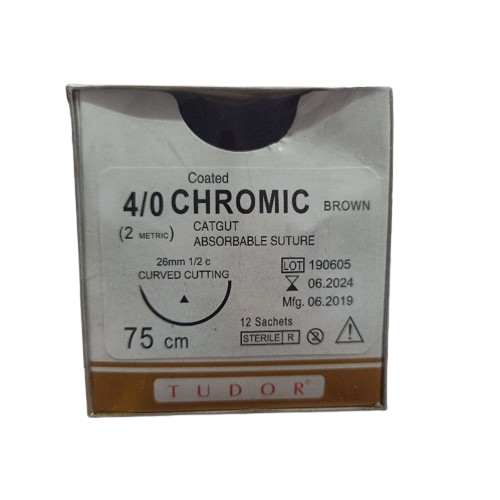 Coated
4/0 CHROMIC BROWN
(2 METRIC) CATGUT
ABSORBABLE SUTURE
26mm 1/2 c
CURVED CUTTING
LOT 190605
06.2024
Mfg. 06.2019
75 cm
12 Sachets
STERILE R
2
TUDOR®